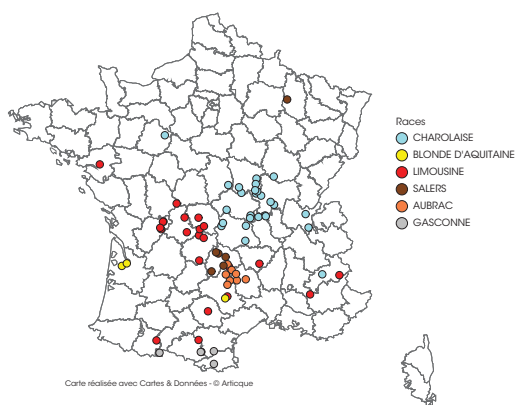 Races
CHAROLAISE
BLONDE D'AQUITAINE
LIMOUSINE
SALERS
AUBRAC
GASCONNE
Carte réalisée avec Cartes & Données - © Articque